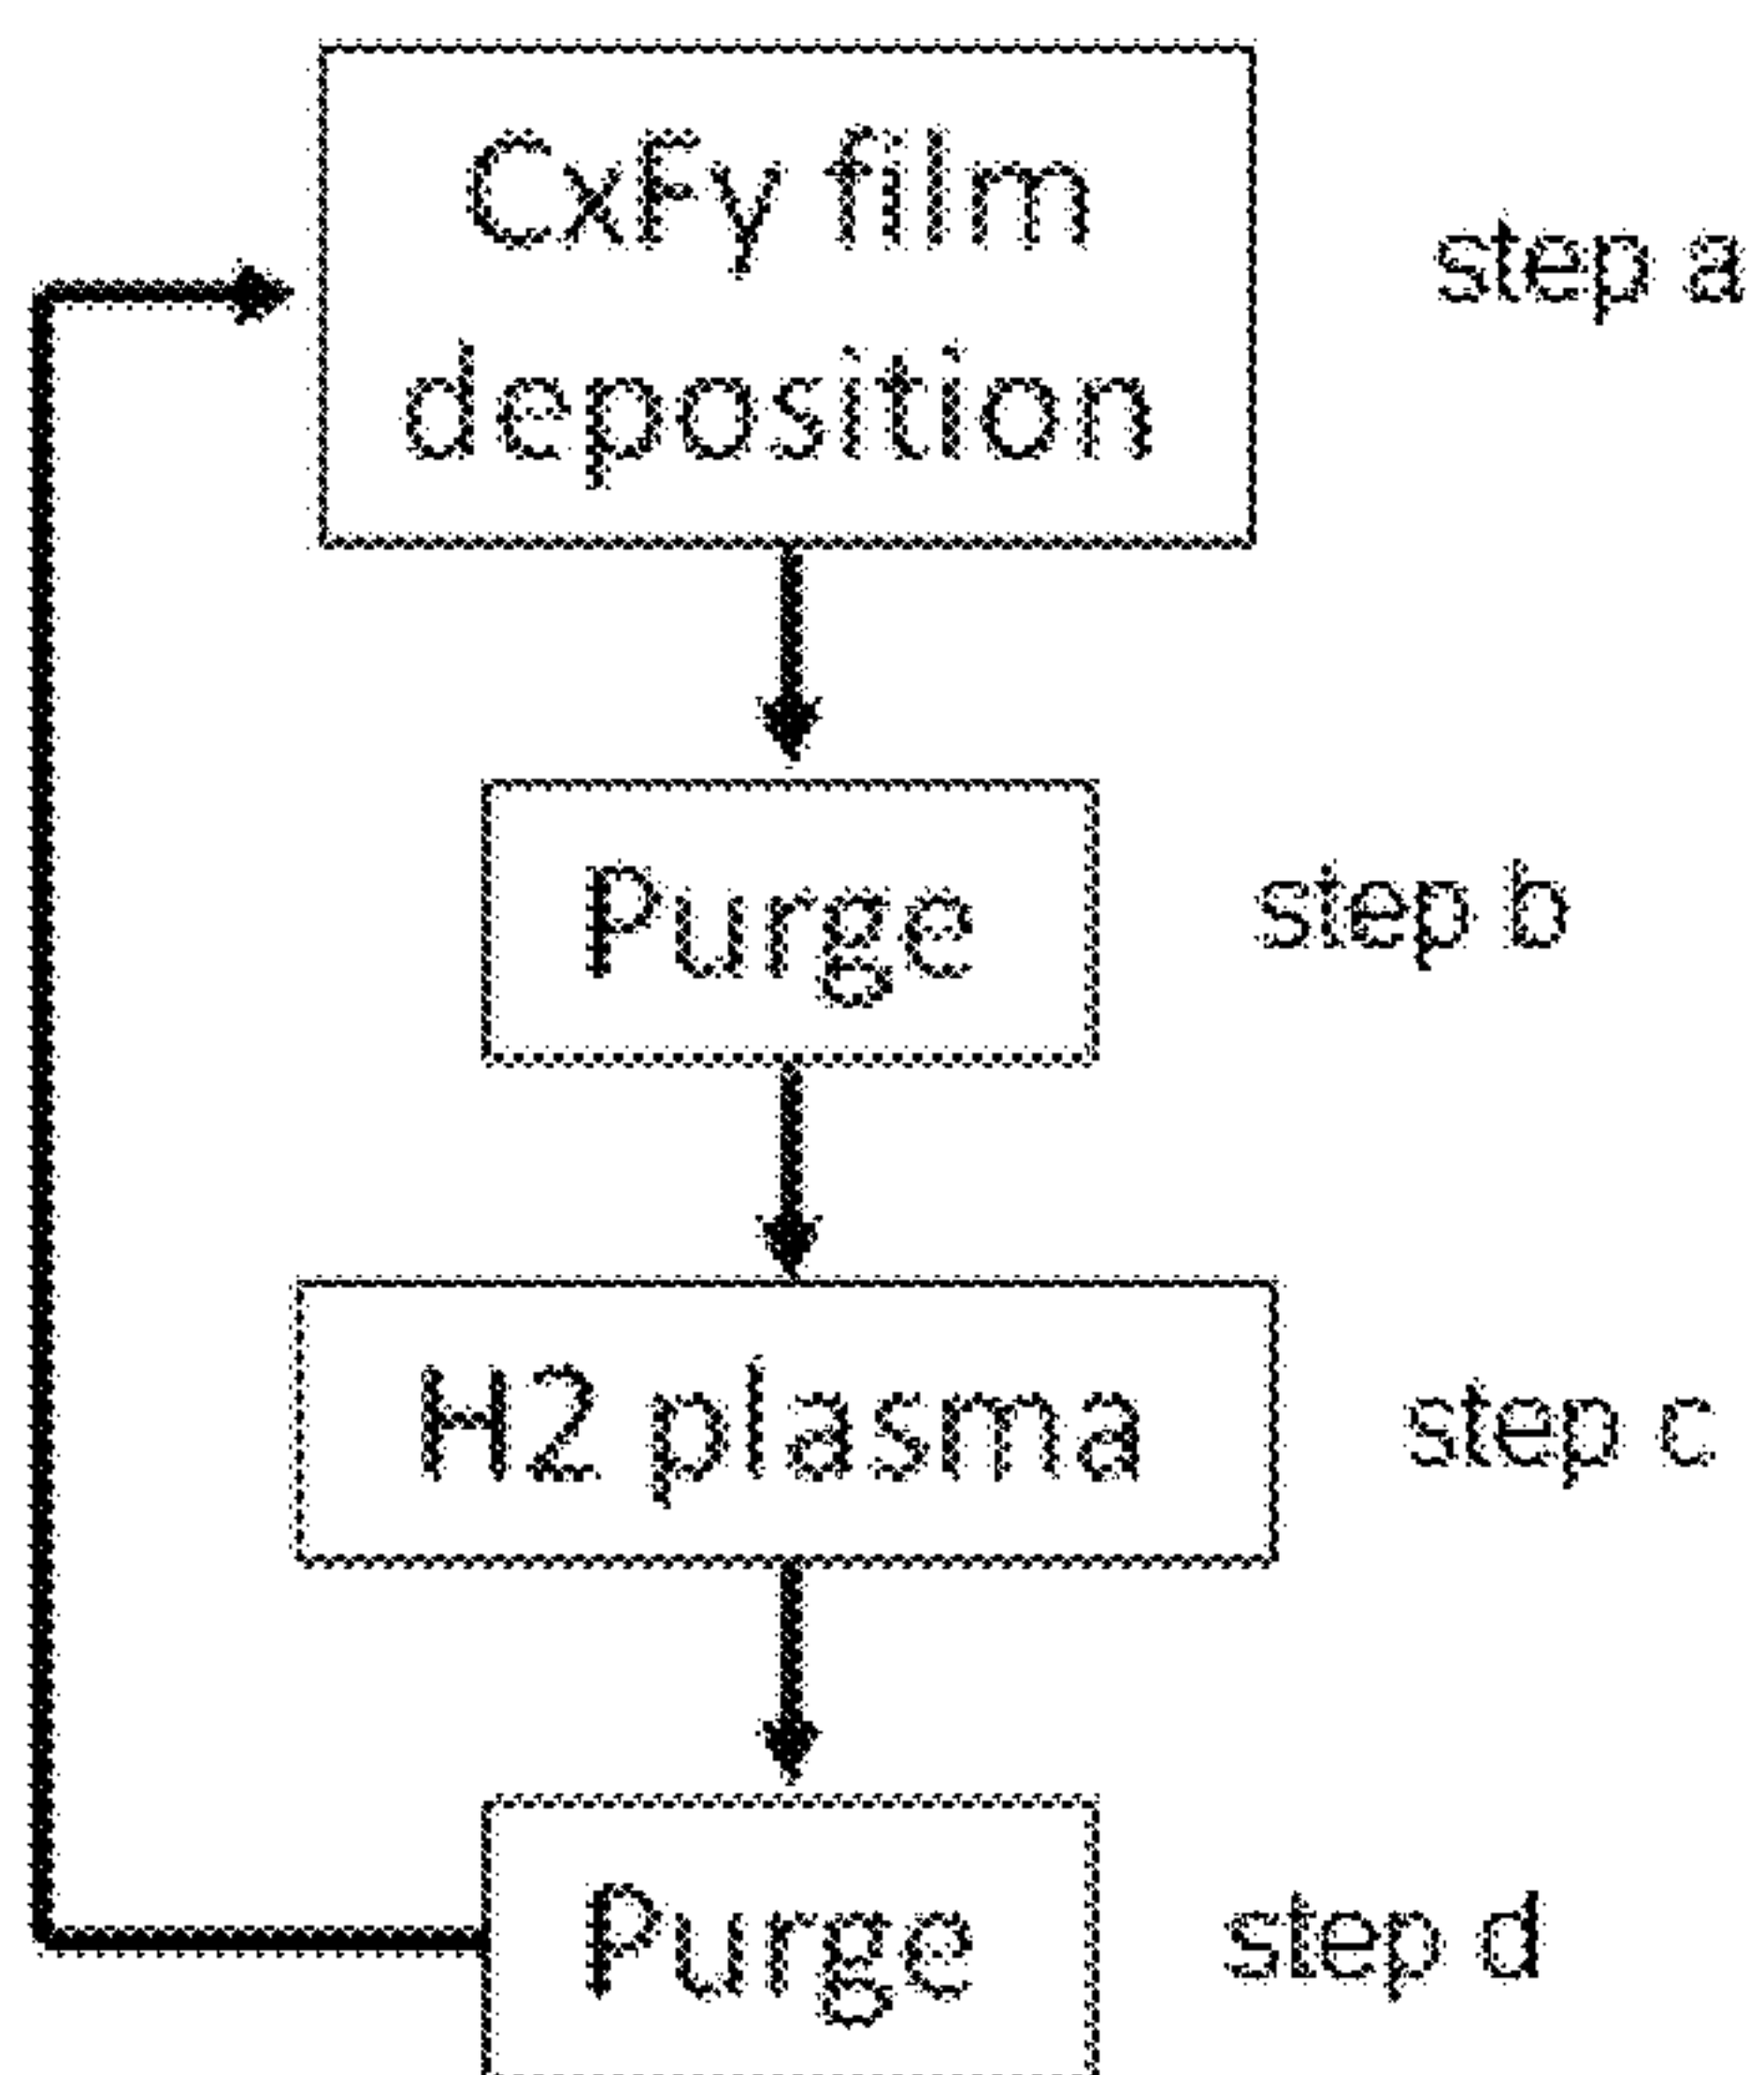 CxFy film
deposition
step a
Purge
step b
H2 plasma
step c
Purge
step d